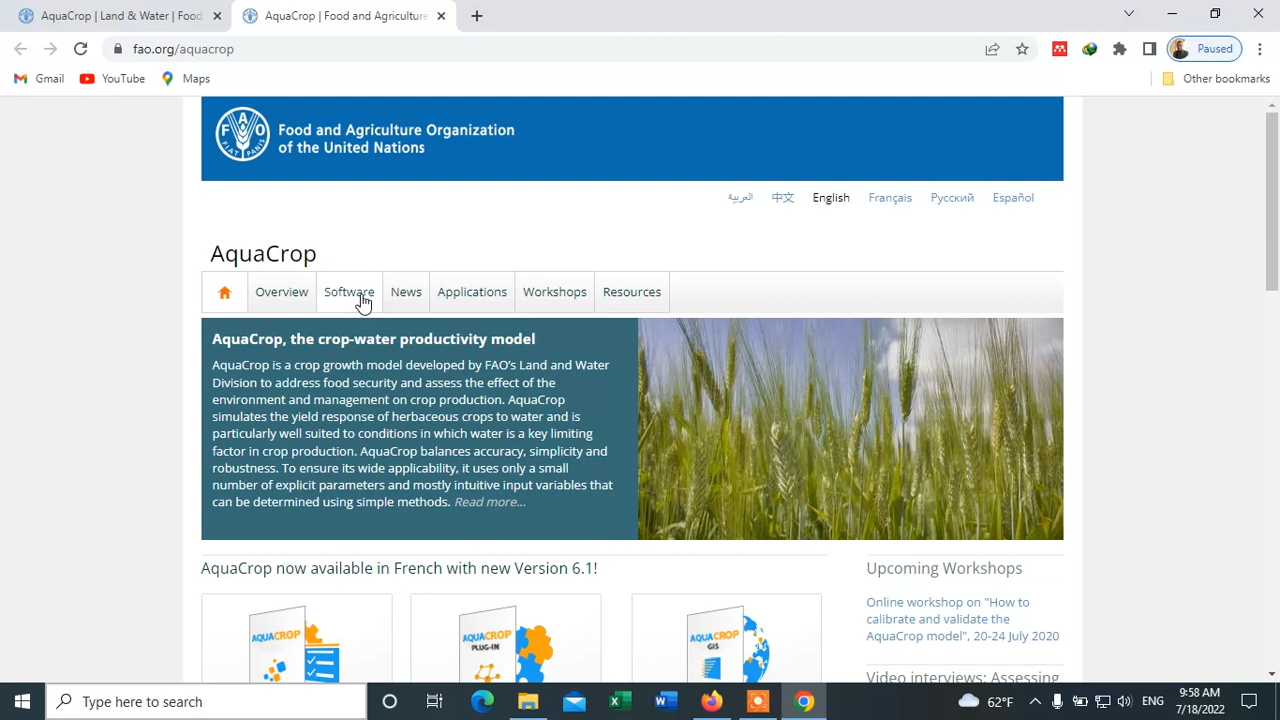 AquaCrop | Land & Water | Food
AquaCrop | Food and Agriculture
fao.org/aquacrop
Paused
Gmail
YouTube
Maps
Other bookmarks
FAO
FIAT PANIS
Food and Agriculture Organization
of the United Nations
العربية 中文 English Français Русский Español
AquaCrop
Overview Software News Applications Workshops Resources
AquaCrop, the crop-water productivity model
AquaCrop is a crop growth model developed by FAO's Land and Water
Division to address food security and assess the effect of the
environment and management on crop production. AquaCrop
simulates the yield response of herbaceous crops to water and is
particularly well suited to conditions in which water is a key limiting
factor in crop production. AquaCrop balances accuracy, simplicity and
robustness. To ensure its wide applicability, it uses only a small
number of explicit parameters and mostly intuitive input variables that
can be determined using simple methods. Read more...
AquaCrop now available in French with new Version 6.1!
AQUACROP
AQUACROP
PLUG-IN
AQUACROP
GIS
Upcoming Workshops
Online workshop on "How to
calibrate and validate the
AquaCrop model", 20-24 July 2020
Video interviews: Assessing
Type here to search
62°F
ENG
9:58 AM
7/18/2022